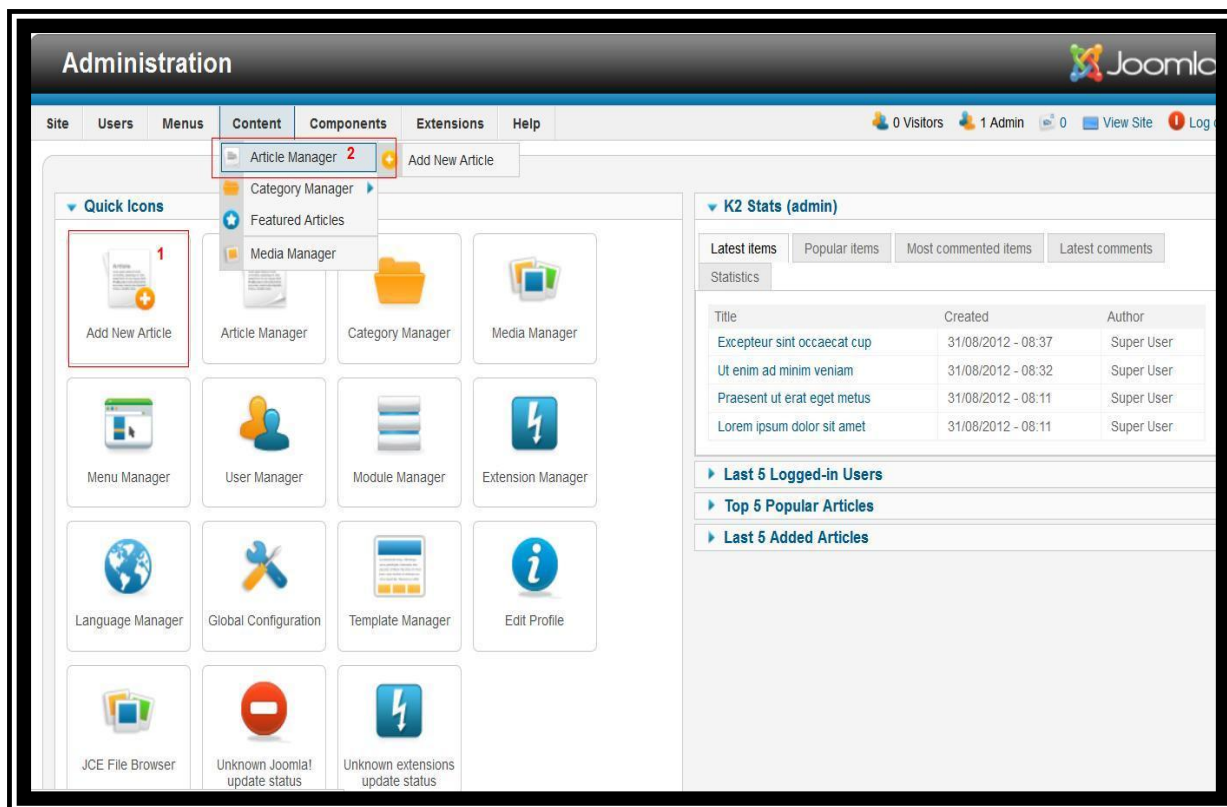 Administration
Joomla
Site Users Menus Content Components Extensions Help
0 Visitors 1 Admin 0 View Site Log
Article Manager 2 Add New Article
Category Manager
Featured Articles
Media Manager
Quick Icons
1
Add New Article Article Manager Category Manager Media Manager
Menu Manager User Manager Module Manager Extension Manager
Language Manager Global Configuration Template Manager Edit Profile
JCE File Browser
Unknown Joomla!
update status
Unknown extensions
update status
K2 Stats (admin)
Latest items Popular items Most commented items Latest comments
Statistics
Title Created Author
Excepteur sint occaecat cup 31/08/2012 - 08:37 Super User
Ut enim ad minim veniam 31/08/2012 - 08:32 Super User
Praesent ut erat eget metus 31/08/2012 - 08:11 Super User
Lorem ipsum dolor sit amet 31/08/2012 - 08:11 Super User
Last 5 Logged-in Users
Top 5 Popular Articles
Last 5 Added Articles